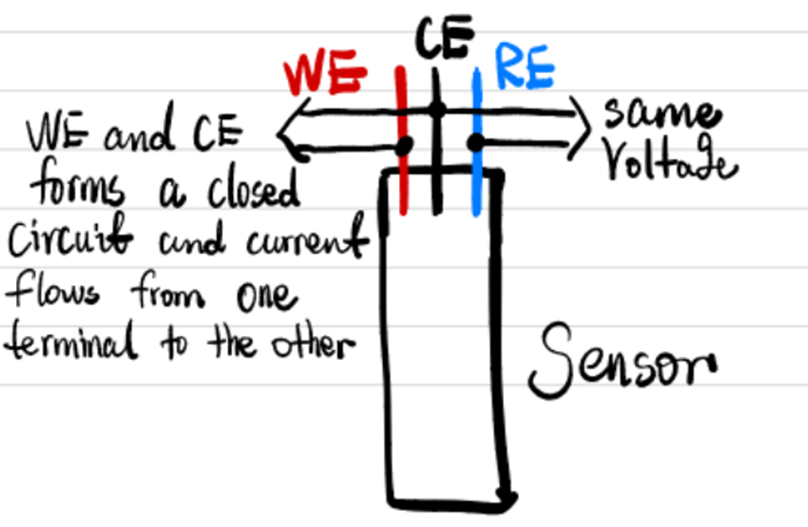 CE
WE
RE
WE and CE
forms a closed
circuit and current
flows from one
terminal to the other
same
voltage
Sensor